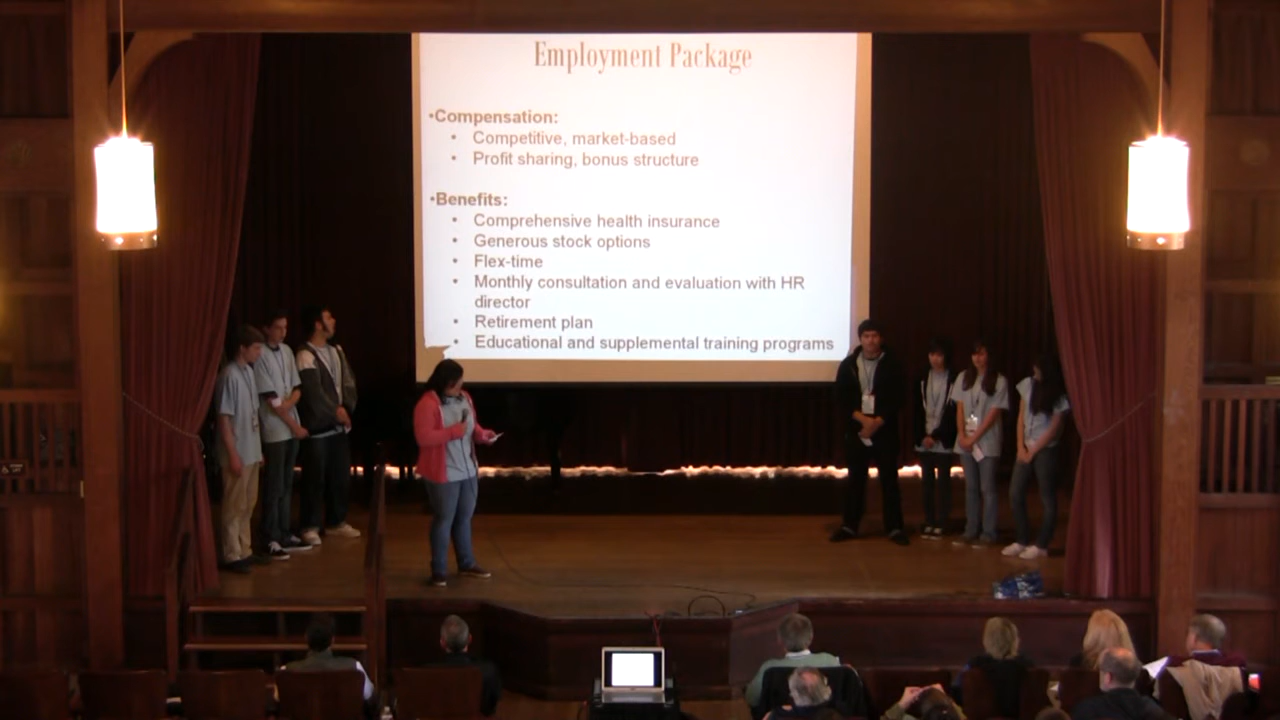 Employment Package
•Compensation:
• Competitive, market-based
• Profit sharing, bonus structure
•Benefits:
• Comprehensive health insurance
• Generous stock options
• Flex-time
• Monthly consultation and evaluation with HR
director
• Retirement plan
• Educational and supplemental training programs